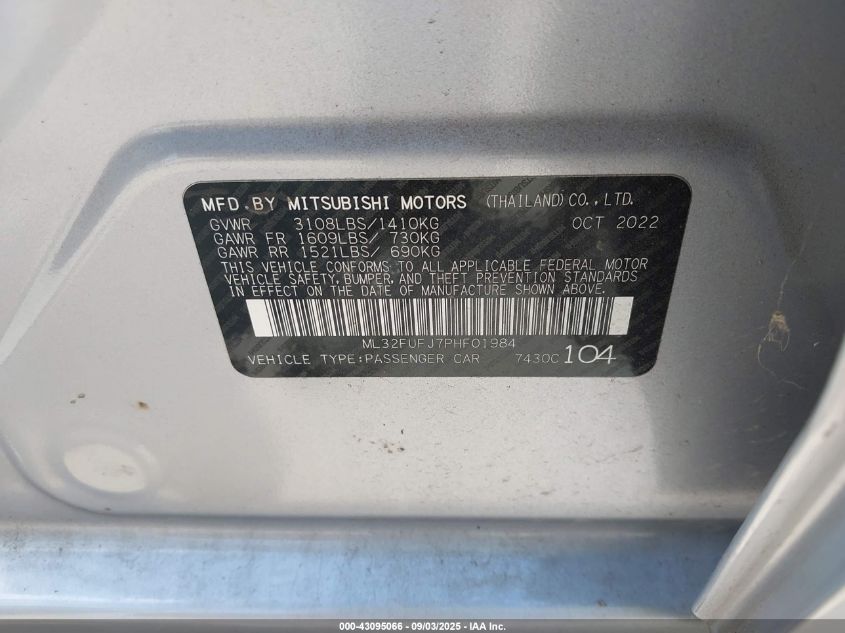 MFD.BY MITSUBISHI MOTORS (THAILAND) CO.,LTD.
GVWR 3108LBS/1410KG OCT 2022
GAWR FR 1609LBS/ 730KG
GAWR RR 1521LBS/ 690KG
THIS VEHICLE CONFORMS TO ALL APPLICABLE FEDERAL MOTOR
VEHICLE SAFETY, BUMPER, AND THEFT PREVENTION STANDARDS
IN EFFECT ON THE DATE OF MANUFACTURE SHOWN ABOVE.
ML32FUFJ7PHF01984
VEHICLE TYPE:PASSENGER CAR 7430C 104
000-43095066 - 09/03/2025 - IAA Inc.